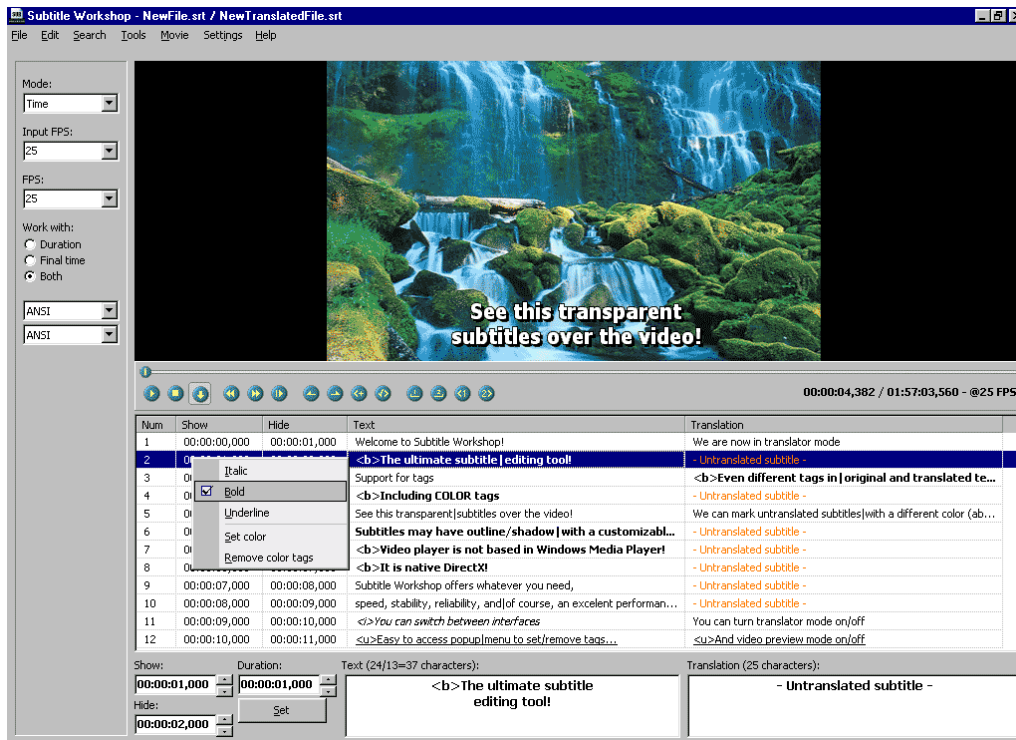 Subtitle Workshop - NewFile.srt / NewTranslatedFile.srt
File Edit Search Tools Movie Settings Help
Mode:
Time
Input FPS:
25
FPS:
25
Work with:
Duration
Final time
Both
ANSI
ANSI
See this transparent
subtitles over the video!
00:00:04,382 / 01:57:03,560 - @25 FPS
Num Show Hide Text Translation
1 00:00:00,000 00:00:01,000 Welcome to Subtitle Workshop! We are now in translator mode
2 <b>The ultimate subtitle|editing tool! - Untranslated subtitle -
3 Support for tags <b>Even different tags in|original and translated te...
4 <b>Including COLOR tags - Untranslated subtitle -
5 See this transparent|subtitles over the video! We can mark untranslated subtitles|with a different color (ab...
6 Subtitles may have outline/shadow|with a customizabl... - Untranslated subtitle -
7 <b>Video player is not based in Windows Media Player! - Untranslated subtitle -
8 <b>It is native DirectX! - Untranslated subtitle -
9 00:00:07,000 00:00:08,000 Subtitle Workshop offers whatever you need, - Untranslated subtitle -
10 00:00:08,000 00:00:09,000 speed, stability, reliability, and|of course, an excelent performan... - Untranslated subtitle -
11 00:00:09,000 00:00:10,000 <i>You can switch between interfaces You can turn translator mode on/off
12 00:00:10,000 00:00:11,000 <u>Easy to access popup|menu to set/remove tags... <u>And video preview mode on/off
Italic
Bold
Underline
Set color
Remove color tags
Show: Duration: Text (24/13=37 characters): Translation (25 characters):
00:00:01,000 00:00:01,000 <b>The ultimate subtitle - Untranslated subtitle -
editing tool!
Hide: Set
00:00:02,000